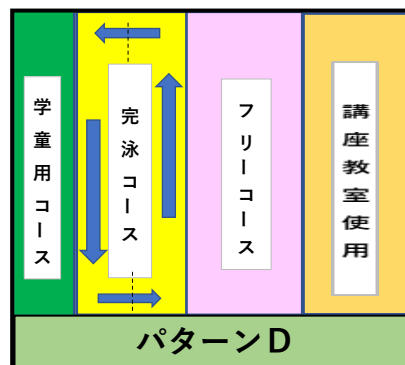 学童用コース
完泳コース
フリーコース
講座教室使用
パターンD